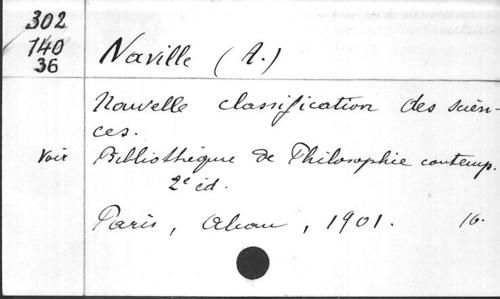 302
140
36
Naville (A.)
Nouvelle classification des scien-
ces.
Voir Bibliothèque de Philosophie contemp.
2e éd.
Paris, Alcan, 1901. 16.